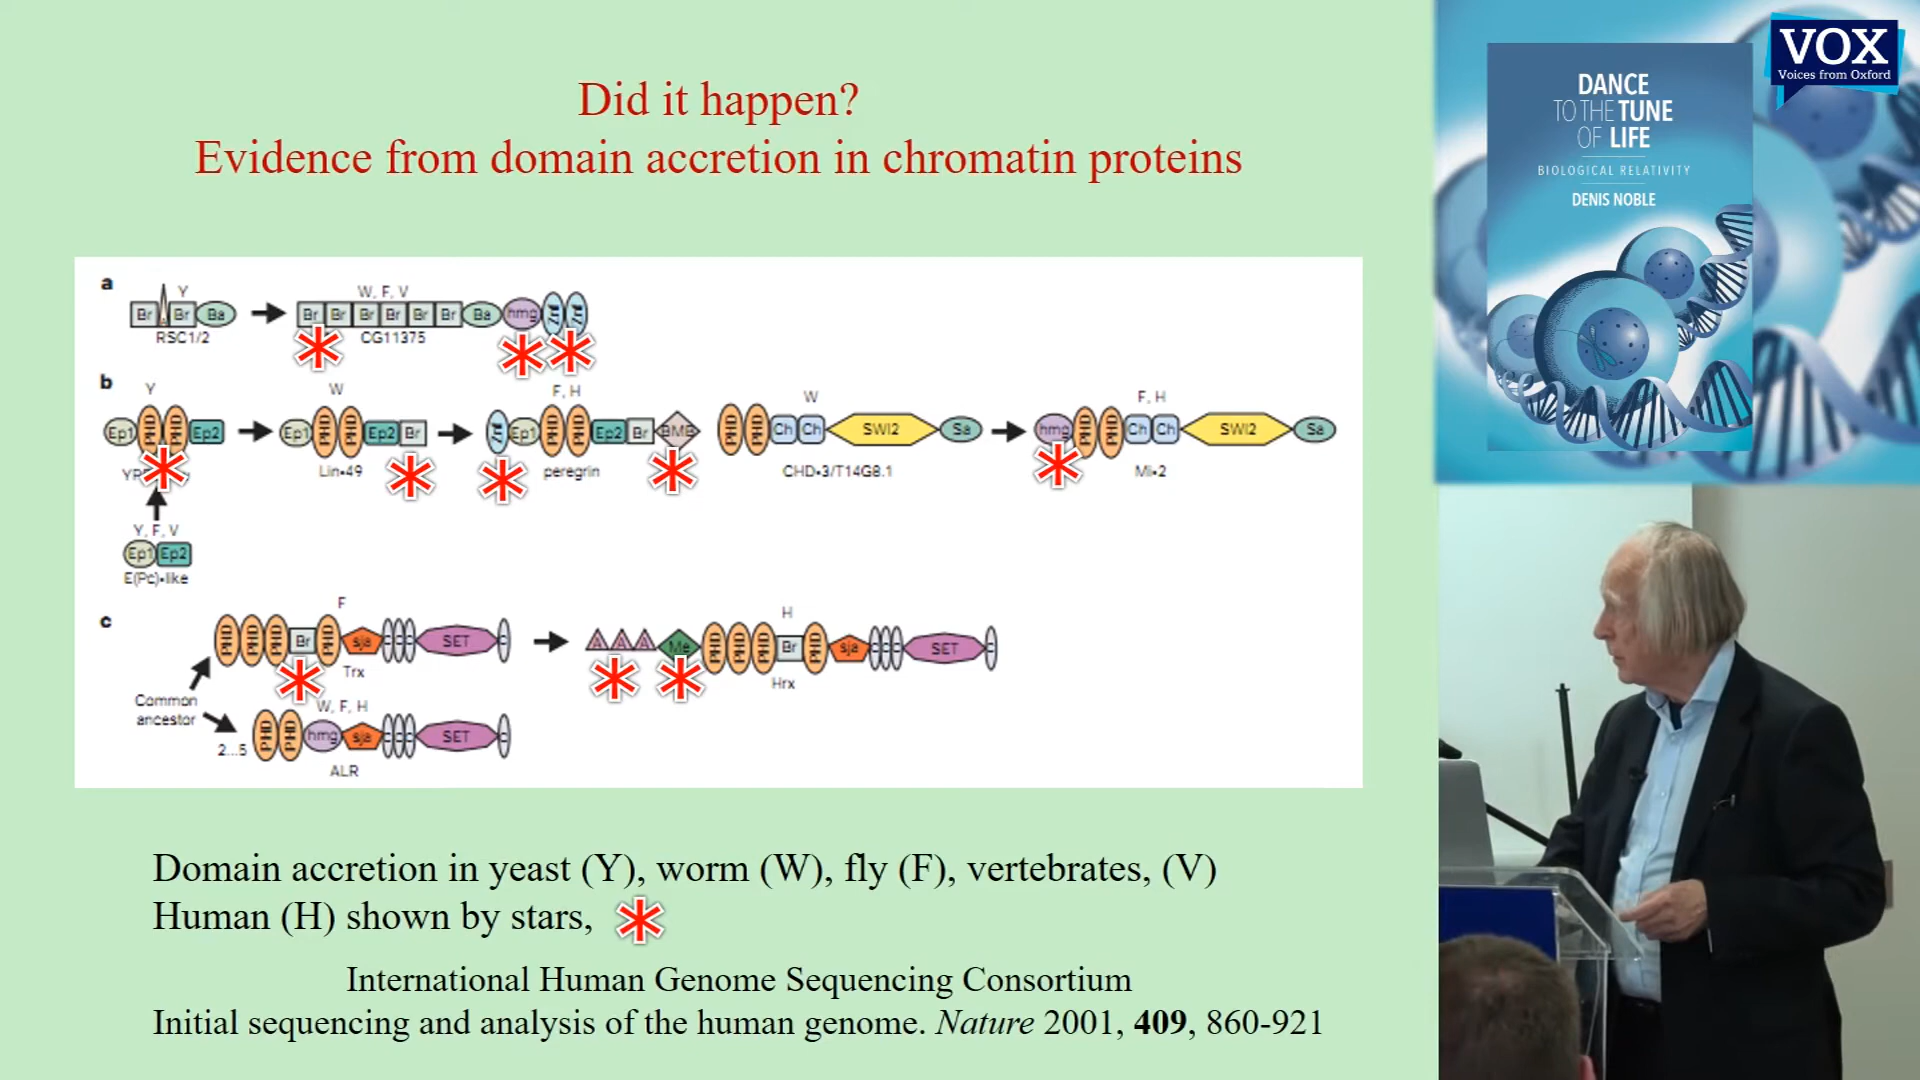 Did it happen?
Evidence from domain accretion in chromatin proteins
a
Y
Br Br Ba
RSC1/2
W, F, V
Br Br Br Br Br Br Ba hmg
CG11375
b
Y
Ep1 PHD PHD Ep2
W
Ep1 PHD PHD Ep2 Br
Lin•49
F, H
Ep1 PHD PHD Ep2 Br BMB
peregrin
W
PHD PHD Ch Ch SWI2 Sa
CHD•3/T14G8.1
F, H
hmg PHD PHD Ch Ch SWI2 Sa
Mi•2
Y, F, V
Ep1 Ep2
E(Pc)•like
c
F
PHD PHD PHD Br PHD sja C C C SET C
Trx
H
A A A Me PHD PHD PHD Br PHD sja C C C SET C
Hrx
Common
ancestor
W, F, H
2...5 PHD PHD hmg sja C C C SET C
ALR
Domain accretion in yeast (Y), worm (W), fly (F), vertebrates, (V)
Human (H) shown by stars,
International Human Genome Sequencing Consortium
Initial sequencing and analysis of the human genome. Nature 2001, 409, 860-921
DANCE
TO THE TUNE
OF LIFE
BIOLOGICAL RELATIVITY
DENIS NOBLE
VOX
Voices from Oxford